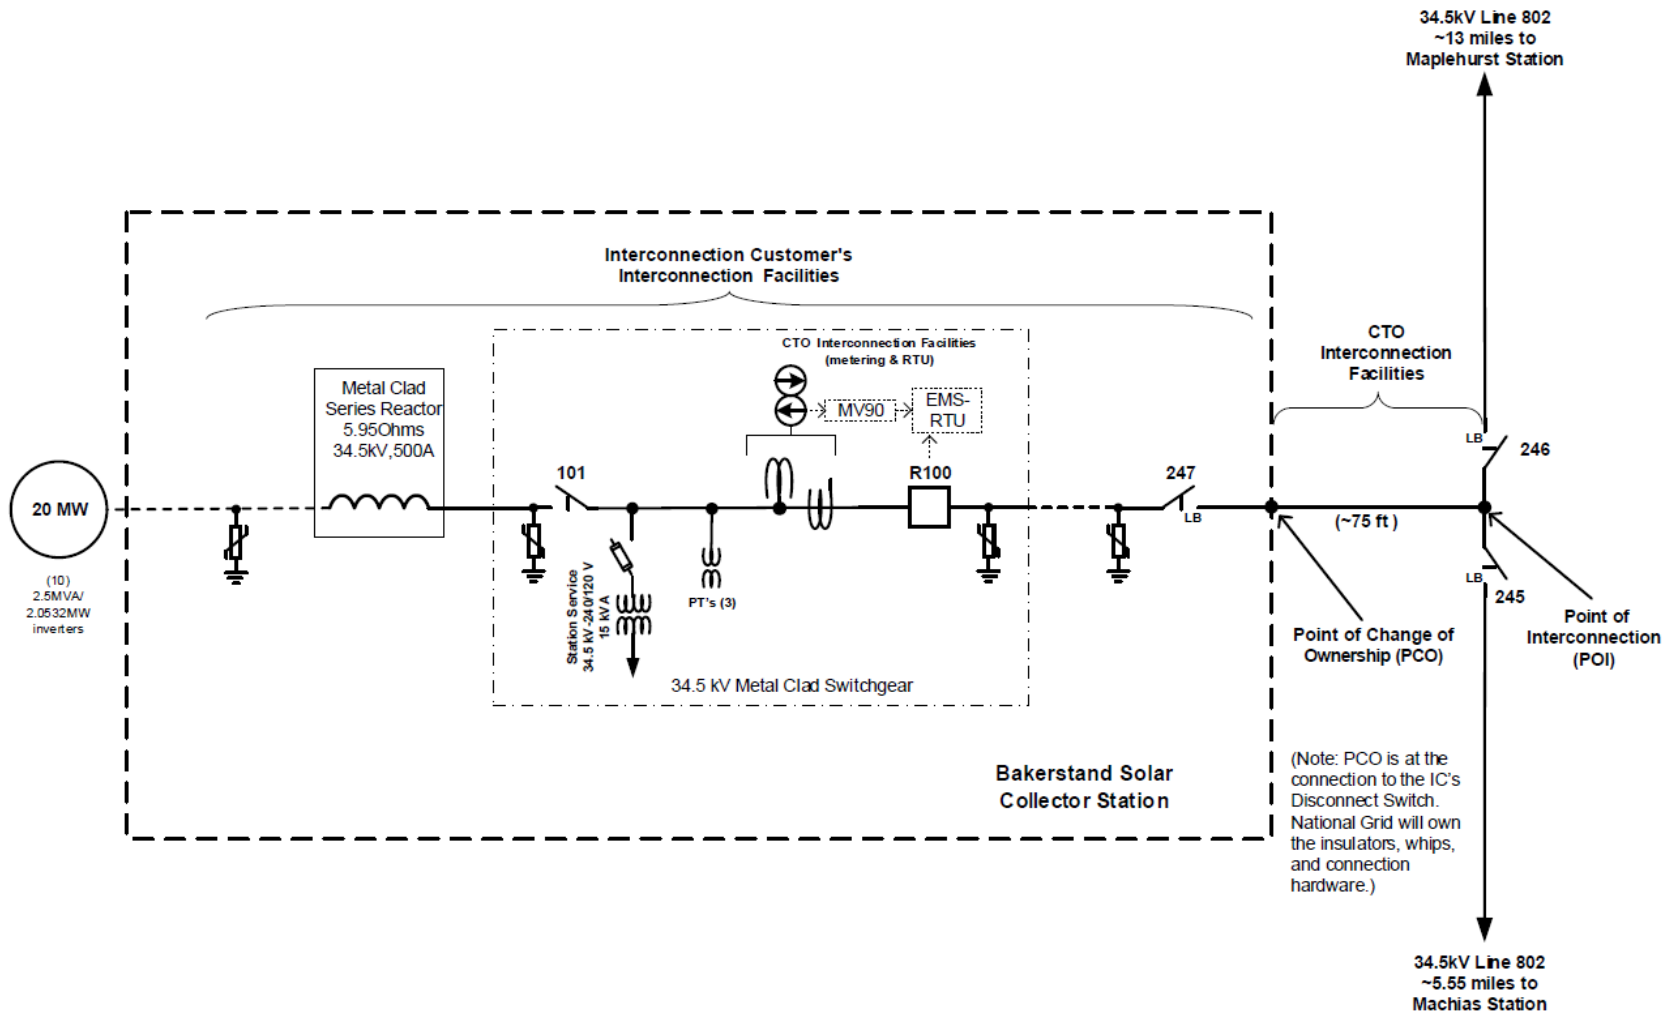 34.5kV Line 802
~13 miles to
Maplehurst Station
Interconnection Customer's
Interconnection Facilities
CTO Interconnection Facilities
(metering & RTU)
CTO
Interconnection
Facilities
Metal Clad
Series Reactor
5.95Ohms
34.5kV,500A
MV90
EMS-
RTU
LB
246
101
R100
247
LB
20 MW
(~75 ft )
(10)
2.5MVA/
2.0532MW
inverters
Station Service
34.5 kV-240/120 V
15 kVA
PT's (3)
LB
245
Point of
Interconnection
(POI)
Point of Change of
Ownership (PCO)
34.5 kV Metal Clad Switchgear
Bakerstand Solar
Collector Station
(Note: PCO is at the
connection to the IC's
Disconnect Switch.
National Grid will own
the insulators, whips,
and connection
hardware.)
34.5kV Line 802
~5.55 miles to
Machias Station